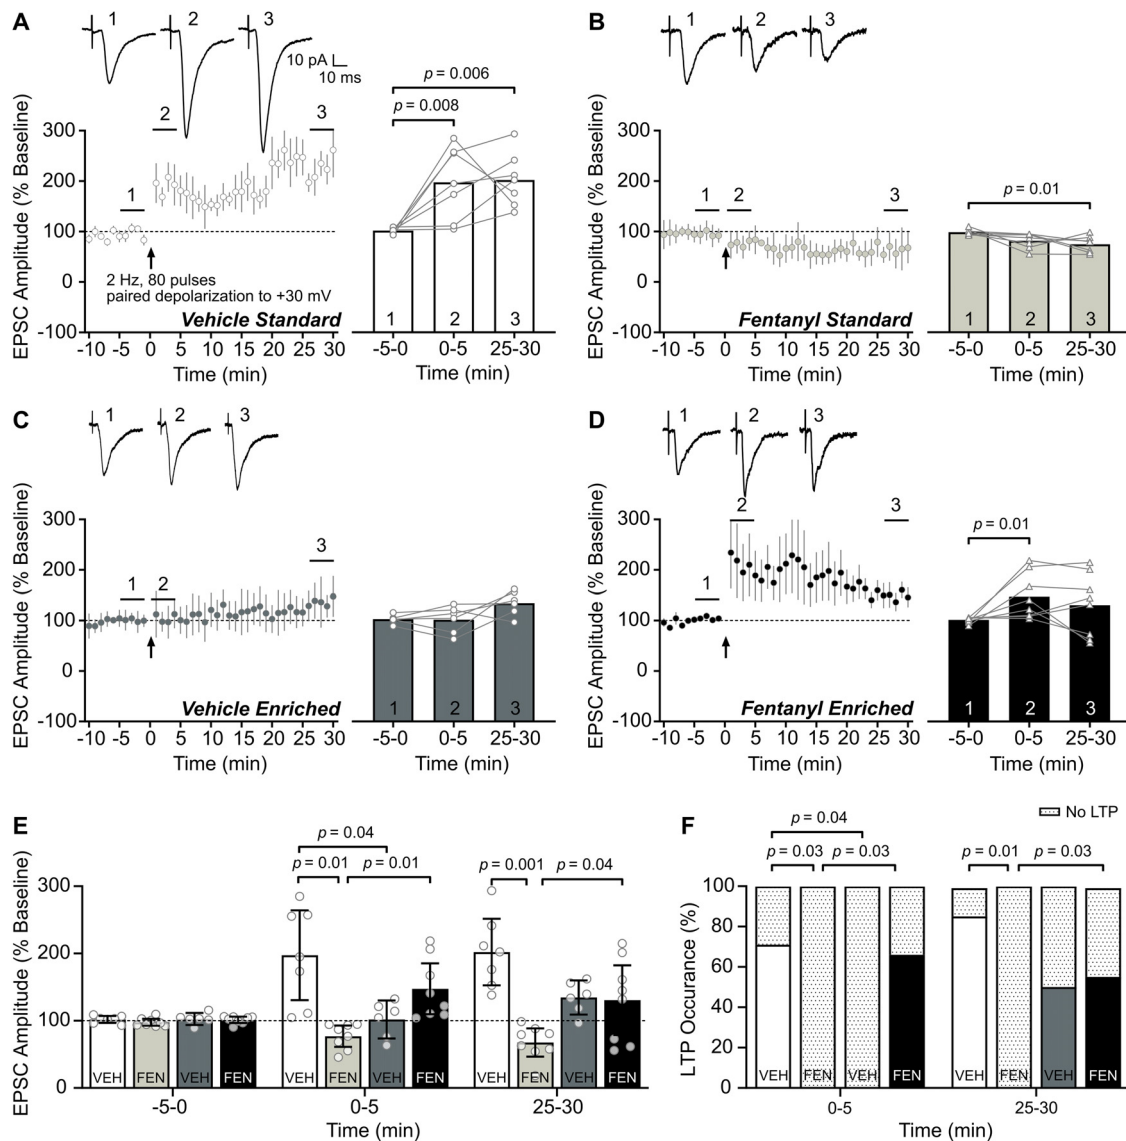 A
1 2 3
10 pA
10 ms
EPSC Amplitude (% Baseline)
300
200
100
0
-100
2
3
1
2 Hz, 80 pulses
paired depolarization to +30 mV
Vehicle Standard
-10 -5 0 5 10 15 20 25 30
Time (min)
p = 0.006
p = 0.008
1 2 3
-5-0 0-5 25-30
Time (min)
B
1 2 3
EPSC Amplitude (% Baseline)
300
200
100
0
-100
1 2 3
Fentanyl Standard
-10 -5 0 5 10 15 20 25 30
Time (min)
p = 0.01
1 2 3
-5-0 0-5 25-30
Time (min)
C
1 2 3
EPSC Amplitude (% Baseline)
300
200
100
0
-100
1 2 3
Vehicle Enriched
-10 -5 0 5 10 15 20 25 30
Time (min)
1 2 3
-5-0 0-5 25-30
Time (min)
D
1 2 3
EPSC Amplitude (% Baseline)
300
200
100
0
-100
2
3
1
Fentanyl Enriched
-10 -5 0 5 10 15 20 25 30
Time (min)
p = 0.01
1 2 3
-5-0 0-5 25-30
Time (min)
E
EPSC Amplitude (% Baseline)
300
200
100
0
p = 0.04
p = 0.01 p = 0.01
p = 0.001 p = 0.04
VEH FEN VEH FEN VEH FEN VEH FEN VEH FEN VEH FEN
-5-0 0-5 25-30
Time (min)
F
No LTP
LTP Occurance (%)
100
80
60
40
20
0
p = 0.04
p = 0.03 p = 0.03
p = 0.01 p = 0.03
VEH FEN VEH FEN VEH FEN VEH FEN
0-5 25-30
Time (min)